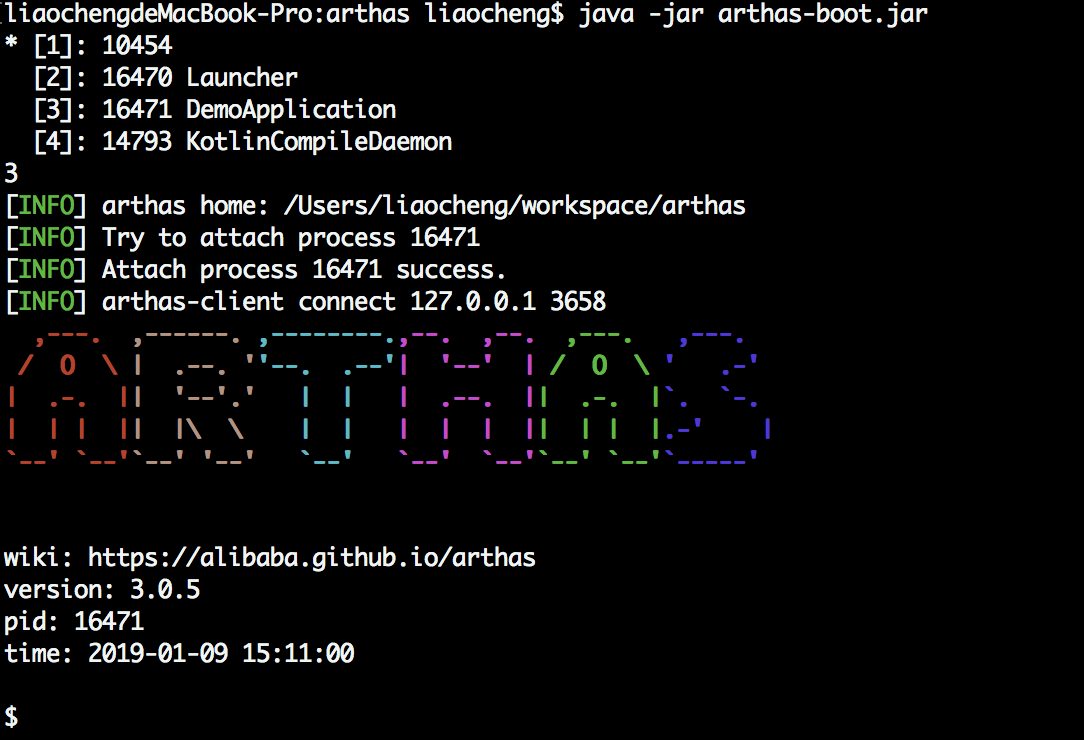 liaochengdeMacBook-Pro:arthas liaocheng$ java -jar arthas-boot.jar
* [1]: 10454
  [2]: 16470 Launcher
  [3]: 16471 DemoApplication
  [4]: 14793 KotlinCompileDaemon
3
[INFO] arthas home: /Users/liaocheng/workspace/arthas
[INFO] Try to attach process 16471
[INFO] Attach process 16471 success.
[INFO] arthas-client connect 127.0.0.1 3658
ARTHAS
wiki: https://alibaba.github.io/arthas
version: 3.0.5
pid: 16471
time: 2019-01-09 15:11:00
$